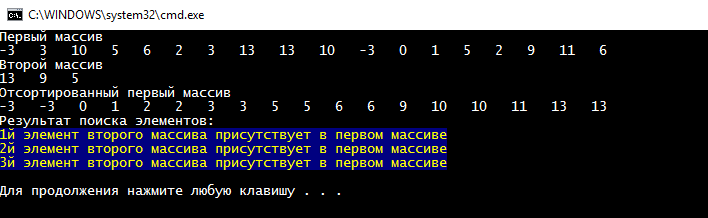 C:\WINDOWS\system32\cmd.exe
Первый массив
-3 3 10 5 6 2 3 13 13 10 -3 0 1 5 2 9 11 6
Второй массив
13 9 5
Отсортированный первый массив
-3 -3 0 1 2 2 3 3 5 5 6 6 9 10 10 11 13 13
Результат поиска элементов:
1й элемент второго массива присутствует в первом массиве
2й элемент второго массива присутствует в первом массиве
3й элемент второго массива присутствует в первом массиве
Для продолжения нажмите любую клавишу . . .